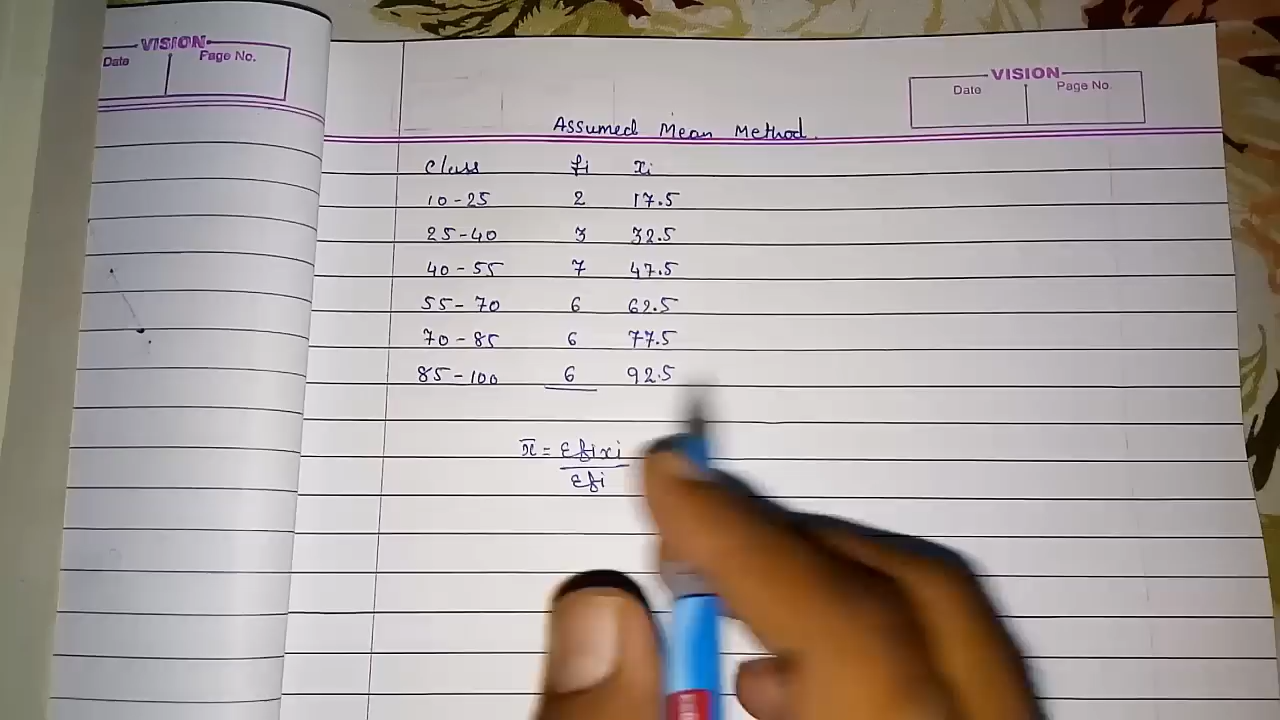 VISION
Date Page No.
VISION
Date Page No.
Assumed Mean Method.
Class fi xi
10-25 2 17.5
25-40 3 32.5
40-55 7 47.5
55-70 6 62.5
70-85 6 77.5
85-100 6 92.5
x̄ = Σfixi
Σfi